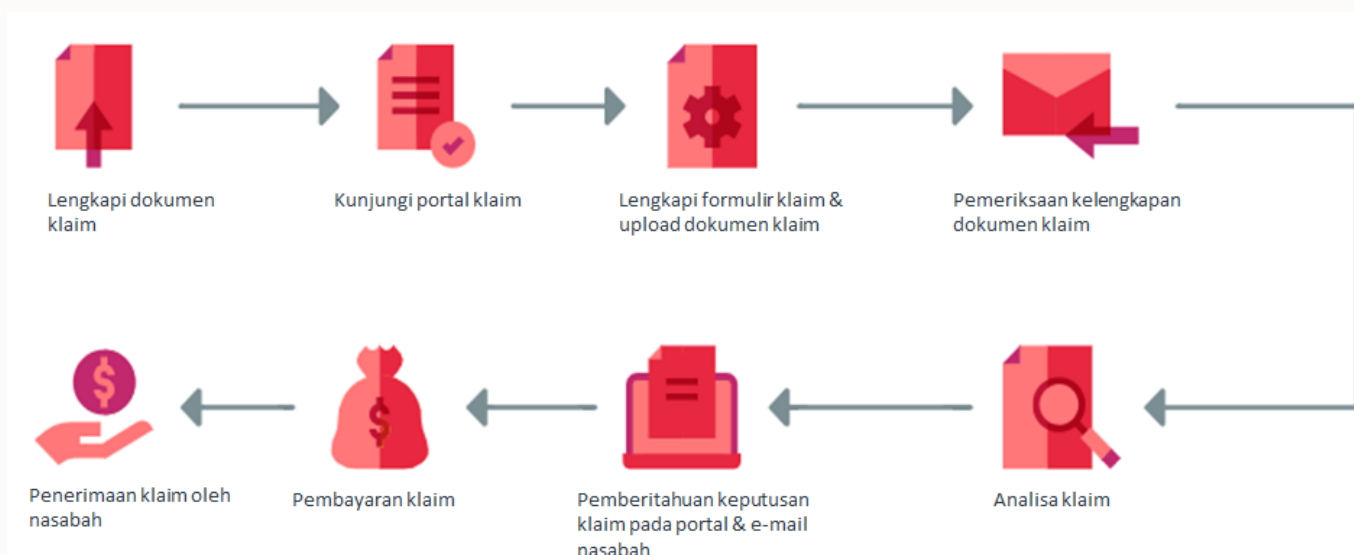 Lengkapi dokumen
klaim
Kunjungi portal klaim
Lengkapi formulir klaim &
upload dokumen klaim
Pemeriksaan kelengkapan
dokumen klaim
$
Penerimaan klaim oleh
nasabah
$
Pembayaran klaim
Pemberitahuan keputusan
klaim pada portal & e-mail
nasabah
Analisa klaim